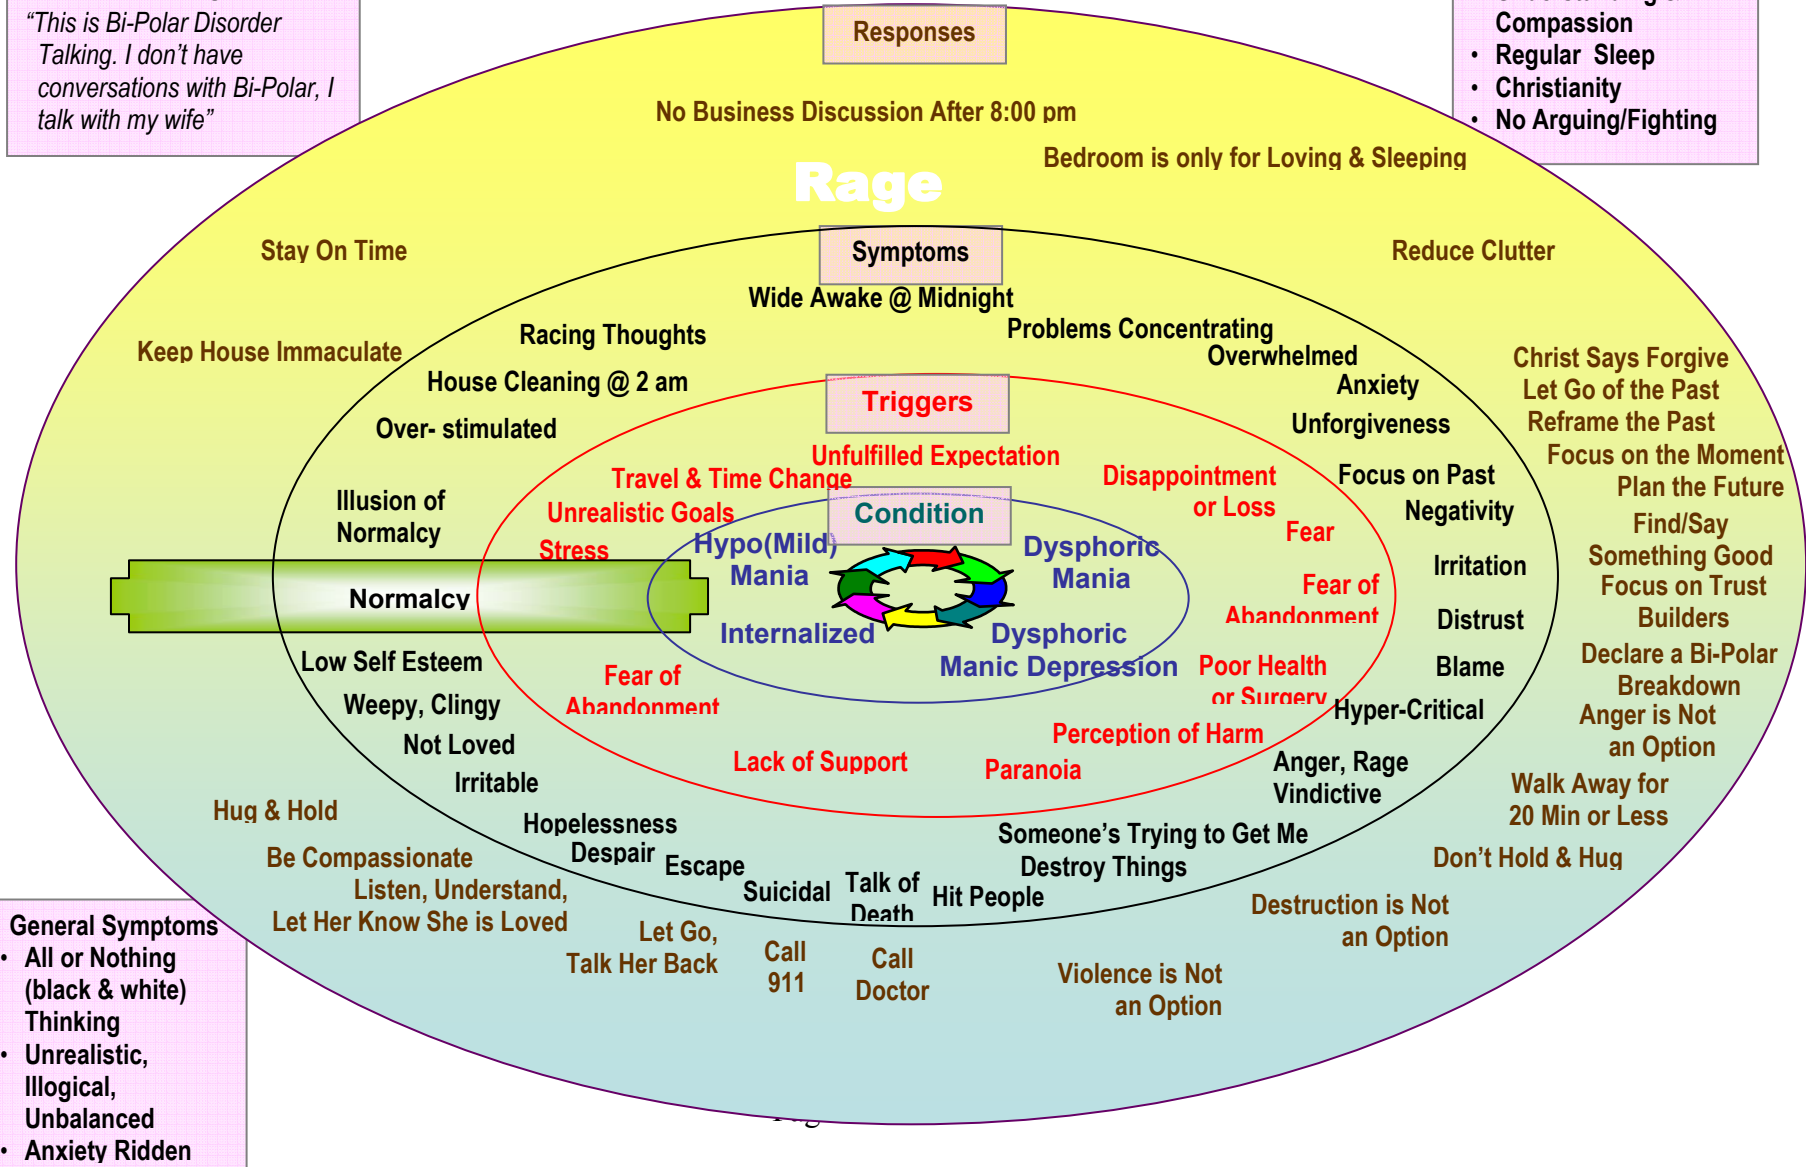 “This is Bi-Polar Disorder
Talking. I don’t have
conversations with Bi-Polar, I
talk with my wife”
Responses
Compassion
• Regular Sleep
• Christianity
• No Arguing/Fighting
No Business Discussion After 8:00 pm
Bedroom is only for Loving & Sleeping
Rage
Stay On Time
Reduce Clutter
Keep House Immaculate
Symptoms
Wide Awake @ Midnight
Racing Thoughts
Problems Concentrating
Overwhelmed
House Cleaning @ 2 am
Anxiety
Over- stimulated
Unforgiveness
Illusion of
Normalcy
Focus on Past
Negativity
Irritation
Distrust
Blame
Hyper-Critical
Anger, Rage
Vindictive
Someone’s Trying to Get Me
Destroy Things
Hit People
Talk of
Death
Suicidal
Escape
Hopelessness
Despair
Irritable
Not Loved
Weepy, Clingy
Low Self Esteem
Normalcy
Triggers
Unfulfilled Expectation
Travel & Time Change
Unrealistic Goals
Stress
Disappointment
or Loss
Fear
Fear of
Abandonment
Poor Health
or Surgery
Perception of Harm
Paranoia
Lack of Support
Fear of
Abandonment
Condition
Hypo(Mild)
Mania
Dysphoric
Mania
Internalized
Dysphoric
Manic Depression
Christ Says Forgive
Let Go of the Past
Reframe the Past
Focus on the Moment
Plan the Future
Find/Say
Something Good
Focus on Trust
Builders
Declare a Bi-Polar
Breakdown
Anger is Not
an Option
Walk Away for
20 Min or Less
Don’t Hold & Hug
Destruction is Not
an Option
Violence is Not
an Option
Call
Doctor
Call
911
Let Go,
Talk Her Back
Hug & Hold
Be Compassionate
Listen, Understand,
Let Her Know She is Loved
General Symptoms
• All or Nothing
(black & white)
Thinking
• Unrealistic,
Illogical,
Unbalanced
• Anxiety Ridden